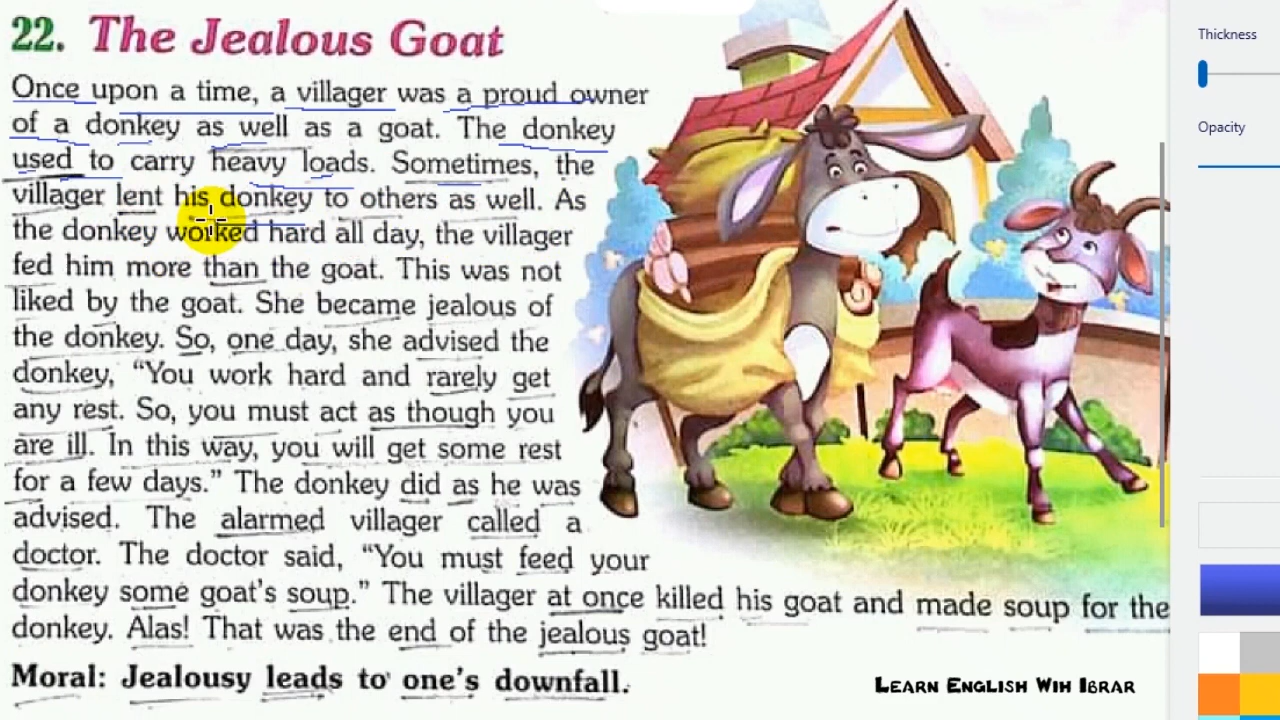 22. The Jealous Goat
Once upon a time, a villager was a proud owner
of a donkey as well as a goat. The donkey
used to carry heavy loads. Sometimes, the
villager lent his donkey to others as well. As
the donkey worked hard all day, the villager
fed him more than the goat. This was not
liked by the goat. She became jealous of
the donkey. So, one day, she advised the
donkey, “You work hard and rarely get
any rest. So, you must act as though you
are ill. In this way, you will get some rest
for a few days.” The donkey did as he was
advised. The alarmed villager called a
doctor. The doctor said, “You must feed your
donkey some goat’s soup.” The villager at once killed his goat and made soup for the
donkey. Alas! That was the end of the jealous goat!
Moral: Jealousy leads to one’s downfall.
Learn English Wih Ibrar
Thickness
Opacity